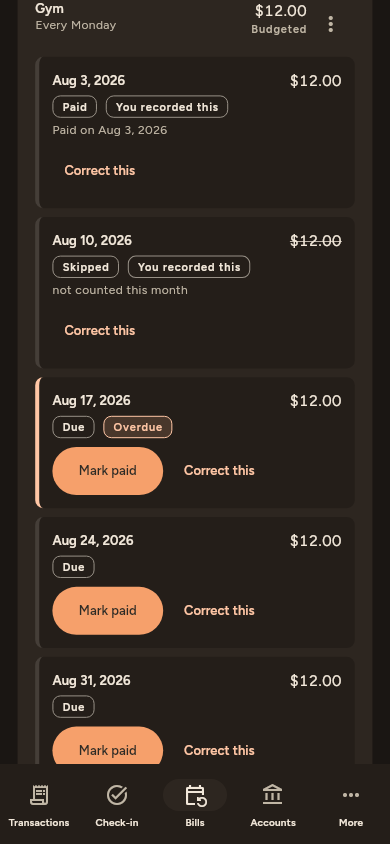 Gym
$12.00
Every Monday
Budgeted
Aug 3, 2026
$12.00
Paid
You recorded this
Paid on Aug 3, 2026
Correct this
Aug 10, 2026
$12.00
Skipped
You recorded this
not counted this month
Correct this
Aug 17, 2026
$12.00
Due
Overdue
Mark paid
Correct this
Aug 24, 2026
$12.00
Due
Mark paid
Correct this
Aug 31, 2026
$12.00
Due
Mark paid
Correct this
Transactions
Check-in
Bills
Accounts
More